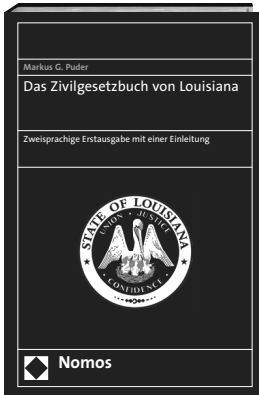 Markus G. Puder
Das Zivilgesetzbuch von Louisiana
Zweisprachige Erstausgabe mit einer Einleitung
STATE OF LOUISIANA
UNION · JUSTICE
CONFIDENCE
Nomos